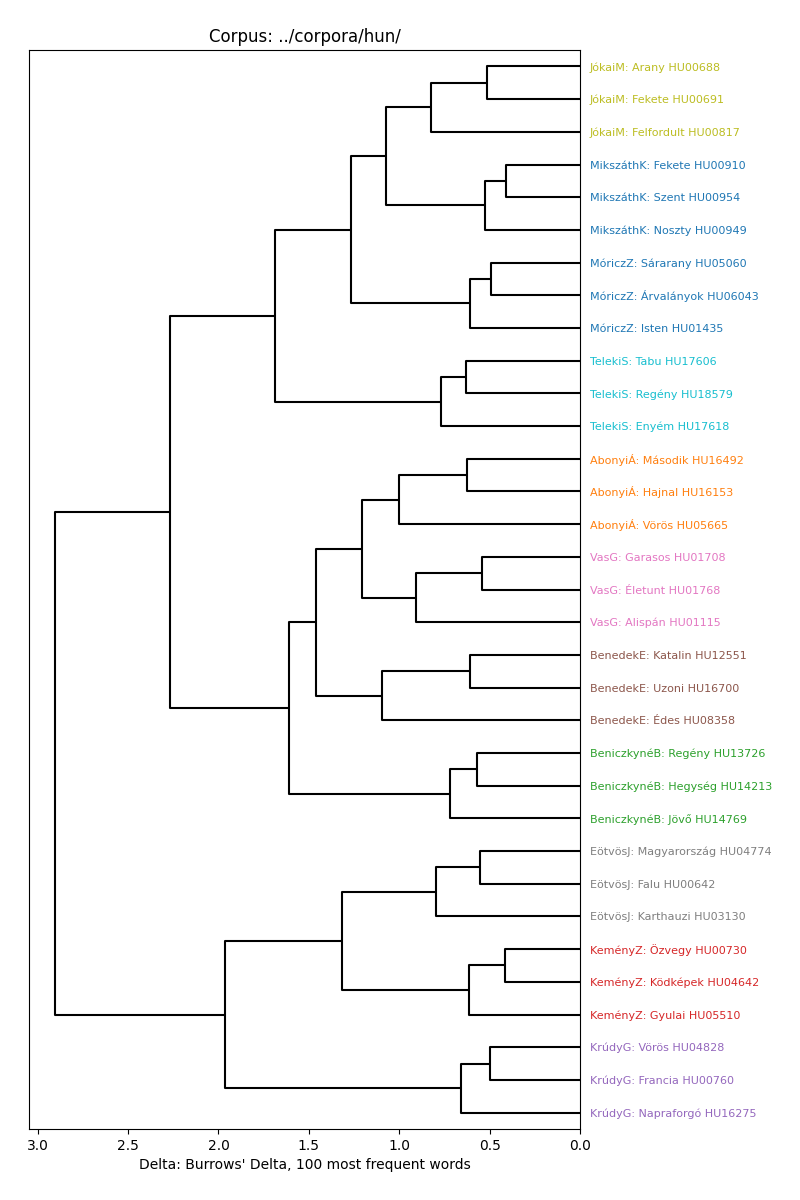 Corpus: ../corpora/hun/
JókaiM: Arany HU00688
JókaiM: Fekete HU00691
JókaiM: Felfordult HU00817
MikszáthK: Fekete HU00910
MikszáthK: Szent HU00954
MikszáthK: Noszty HU00949
MóriczZ: Sárarany HU05060
MóriczZ: Árvalányok HU06043
MóriczZ: Isten HU01435
TelekiS: Tabu HU17606
TelekiS: Regény HU18579
TelekiS: Enyém HU17618
AbonyiÁ: Második HU16492
AbonyiÁ: Hajnal HU16153
AbonyiÁ: Vörös HU05665
VasG: Garasos HU01708
VasG: Életunt HU01768
VasG: Alispán HU01115
BenedekE: Katalin HU12551
BenedekE: Uzoni HU16700
BenedekE: Édes HU08358
BeniczkynéB: Regény HU13726
BeniczkynéB: Hegység HU14213
BeniczkynéB: Jövő HU14769
EötvösJ: Magyarország HU04774
EötvösJ: Falu HU00642
EötvösJ: Karthauzi HU03130
KeményZ: Özvegy HU00730
KeményZ: Ködképek HU04642
KeményZ: Gyulai HU05510
KrúdyG: Vörös HU04828
KrúdyG: Francia HU00760
KrúdyG: Napraforgó HU16275
3.0 2.5 2.0 1.5 1.0 0.5 0.0
Delta: Burrows' Delta, 100 most frequent words